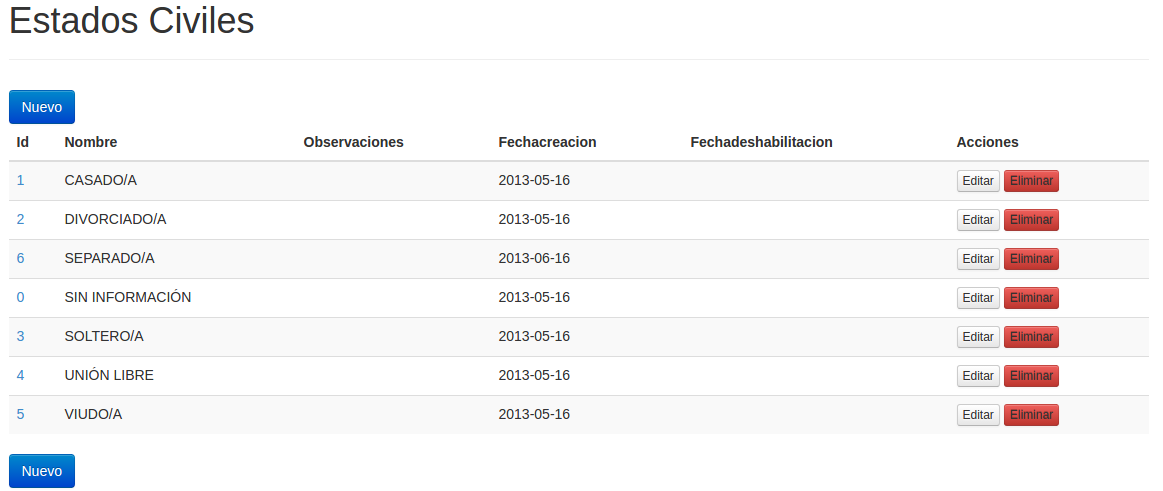 Estados Civiles
Nuevo
Id Nombre Observaciones Fechacreacion Fechadeshabilitacion Acciones
1 CASADO/A 2013-05-16 Editar Eliminar
2 DIVORCIADO/A 2013-05-16 Editar Eliminar
6 SEPARADO/A 2013-06-16 Editar Eliminar
0 SIN INFORMACIÓN 2013-05-16 Editar Eliminar
3 SOLTERO/A 2013-05-16 Editar Eliminar
4 UNIÓN LIBRE 2013-05-16 Editar Eliminar
5 VIUDO/A 2013-05-16 Editar Eliminar
Nuevo